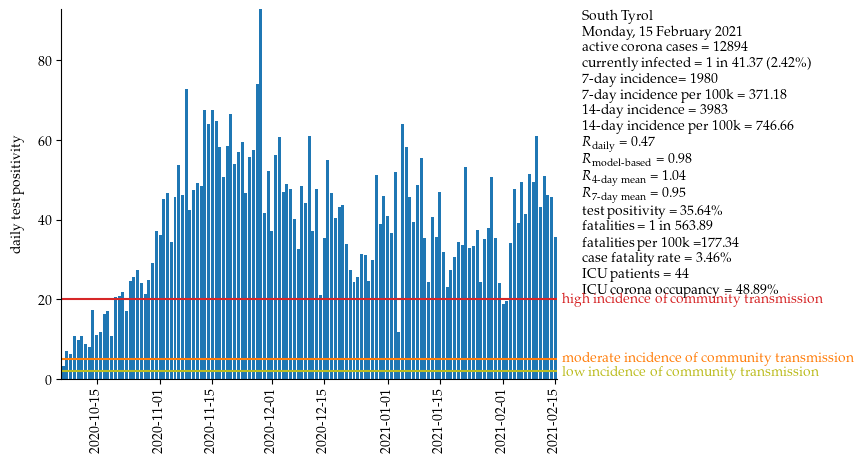 South Tyrol
Monday, 15 February 2021
active corona cases = 12894
currently infected = 1 in 41.37 (2.42%)
7-day incidence= 1980
7-day incidence per 100k = 371.18
14-day incidence = 3983
14-day incidence per 100k = 746.66
R daily = 0.47
R model-based = 0.98
R 4-day mean = 1.04
R 7-day mean = 0.95
test positivity = 35.64%
fatalities = 1 in 563.89
fatalities per 100k =177.34
case fatality rate = 3.46%
ICU patients = 44
ICU corona occupancy = 48.89%
high incidence of community transmission
moderate incidence of community transmission
low incidence of community transmission
daily test positivity
80
60
40
20
0
2020-10-15
2020-11-01
2020-11-15
2020-12-01
2020-12-15
2021-01-01
2021-01-15
2021-02-01
2021-02-15